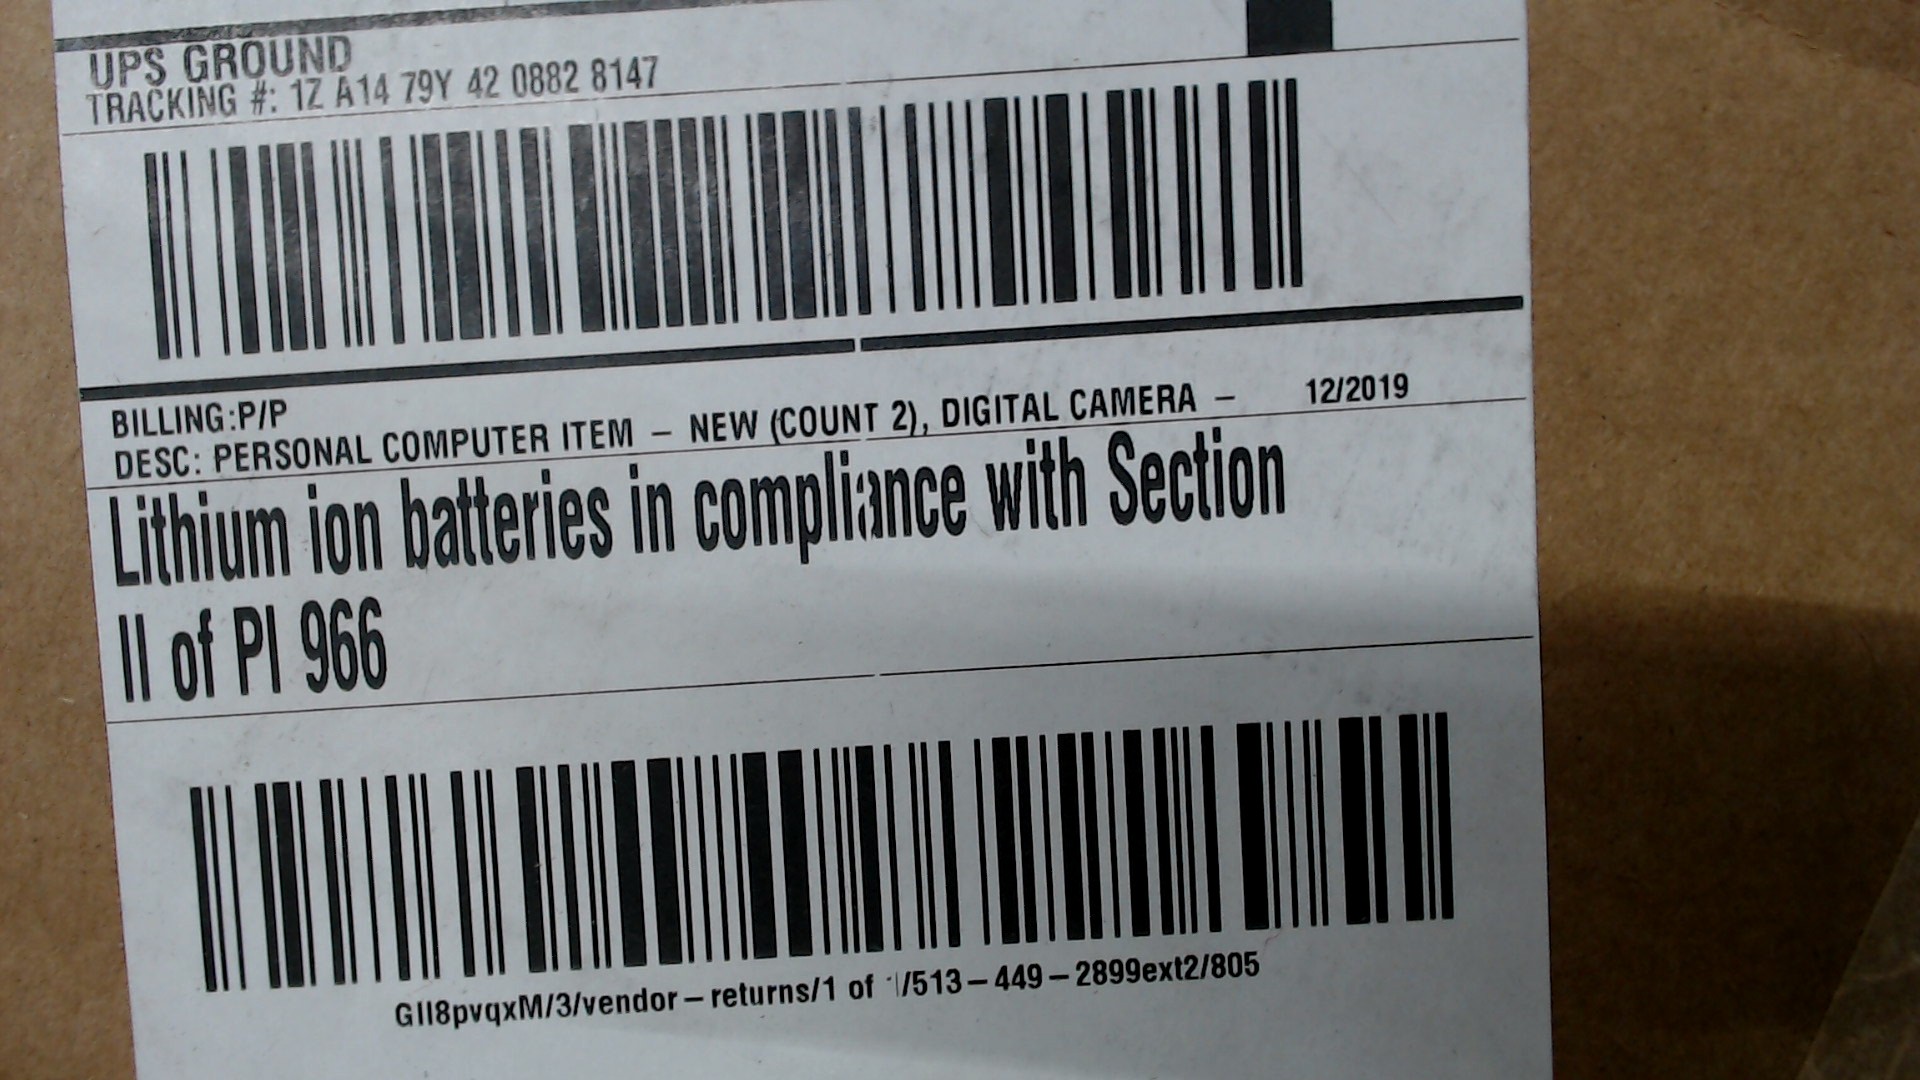 UPS GROUND
TRACKING #: 1Z A14 79Y 42 0882 8147
BILLING:P/P
DESC: PERSONAL COMPUTER ITEM – NEW (COUNT 2), DIGITAL CAMERA – 12/2019
Lithium ion batteries in compliance with Section
II of PI 966
GII8pvqxM/3/vendor–returns/1 of 1/513–449–2899ext2/805